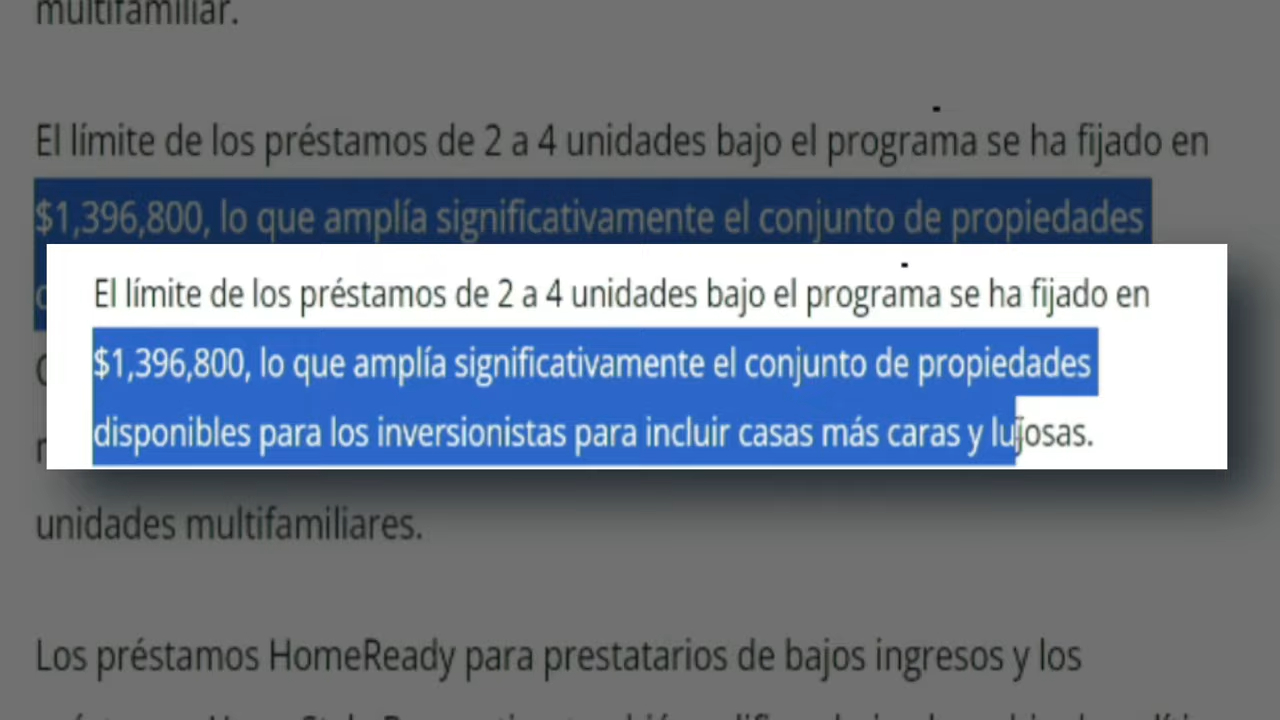 multifamiliar.
El límite de los préstamos de 2 a 4 unidades bajo el programa se ha fijado en
$1,396,800, lo que amplía significativamente el conjunto de propiedades
El límite de los préstamos de 2 a 4 unidades bajo el programa se ha fijado en
$1,396,800, lo que amplía significativamente el conjunto de propiedades
disponibles para los inversionistas para incluir casas más caras y lujosas.
unidades multifamiliares.
Los préstamos HomeReady para prestatarios de bajos ingresos y los